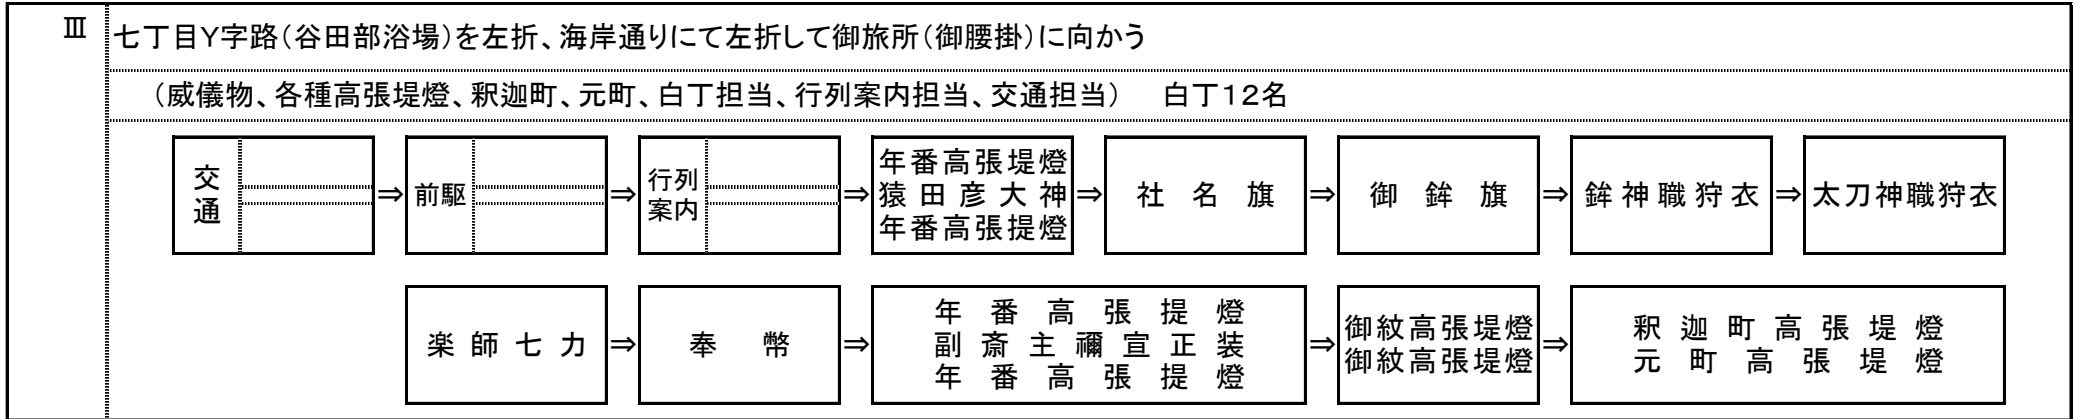 Ⅲ
七丁目Y字路（谷田部浴場）を左折、海岸通りにて左折して御旅所（御腰掛）に向かう
（威儀物、各種高張堤燈、釈迦町、元町、白丁担当、行列案内担当、交通担当）　白丁12名
交通⇒前駆⇒行列案内⇒年番高張堤燈
猿田彦大神
年番高張提燈⇒社名旗⇒御鉾旗⇒鉾神職狩衣⇒太刀神職狩衣
楽師七力⇒奉幣⇒年番高張提燈
副斎主禰宜正装
年番高張提燈⇒御紋高張堤燈
御紋高張堤燈⇒釈迦町高張堤燈
元町高張堤燈